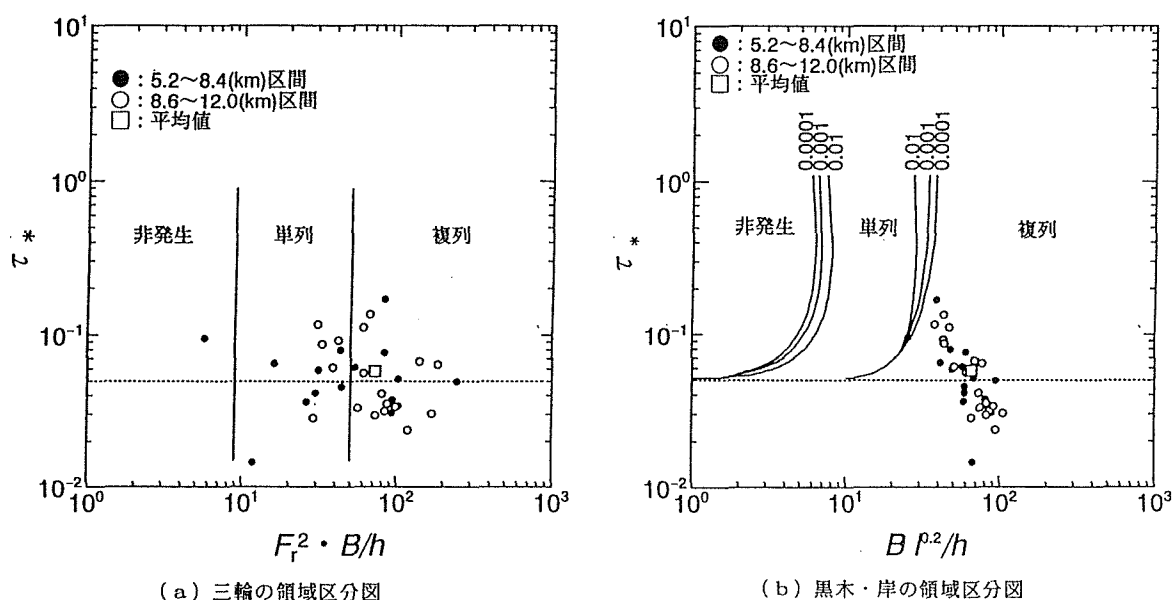 10¹
● : 5.2～8.4(km)区間
○ : 8.6～12.0(km)区間
□ : 平均値
10⁰
非発生 単列 複列
τ*
10⁻¹
10⁻²
10⁰ 10¹ 10² 10³
Fr² • B/h
(a) 三輪の領域区分図
10¹
● : 5.2～8.4(km)区間
○ : 8.6～12.0(km)区間
□ : 平均値
0.0001
0.001
0.01
0.01
0.001
0.0001
10⁰
非発生 単列 複列
τ*
10⁻¹
10⁻²
10⁰ 10¹ 10² 10³
B I⁰·²/h
(b) 黒木・岸の領域区分図